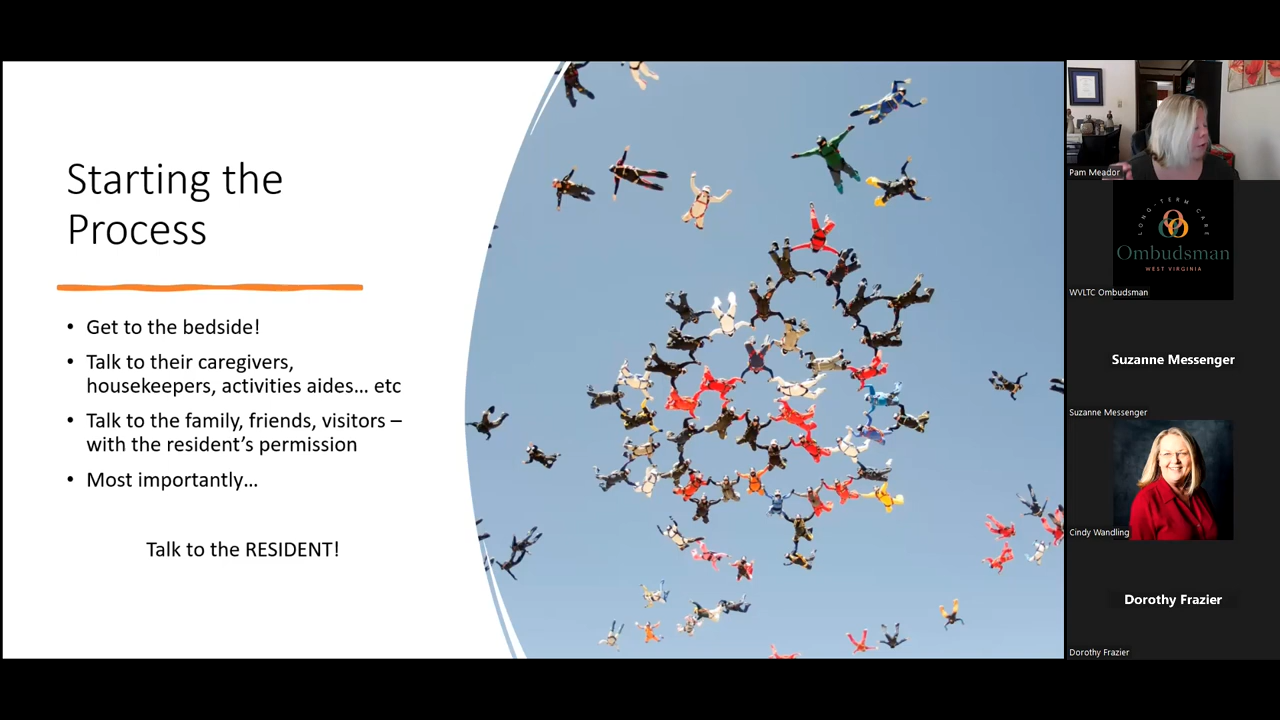 Starting the
Process
• Get to the bedside!
• Talk to their caregivers,
housekeepers, activities aides... etc
• Talk to the family, friends, visitors –
with the resident's permission
• Most importantly...
Talk to the RESIDENT!
Pam Meador
LONG-TERM CARE
Ombudsman
WEST VIRGINIA
WVLTC Ombudsman
Suzanne Messenger
Suzanne Messenger
Cindy Wandling
Dorothy Frazier
Dorothy Frazier